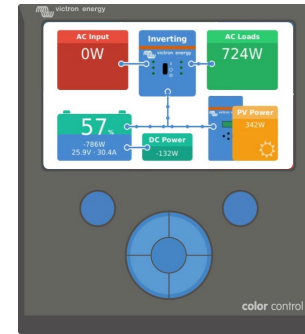 victron energy
AC Input
0W
Inverting
victron energy
AC Loads
724W
57%
-786W
25.9V · 30.4A
DC Power
-132W
PV Power
342W
color control